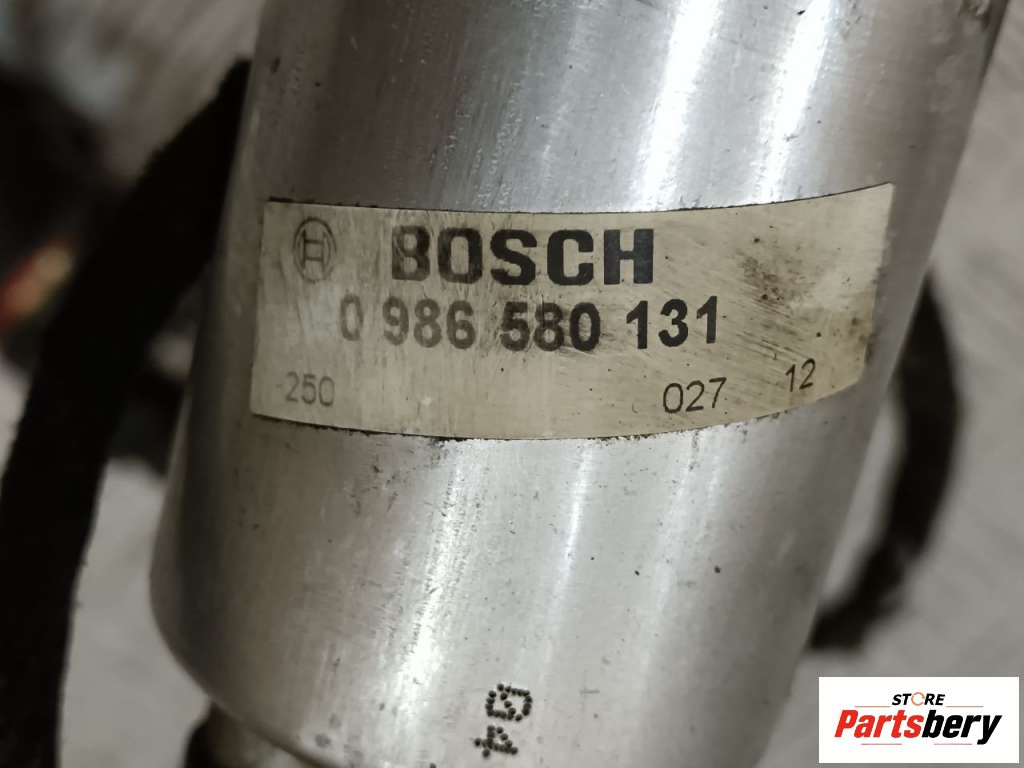 BOSCH
0 986 580 131
250 027 12
STORE
Partsbery